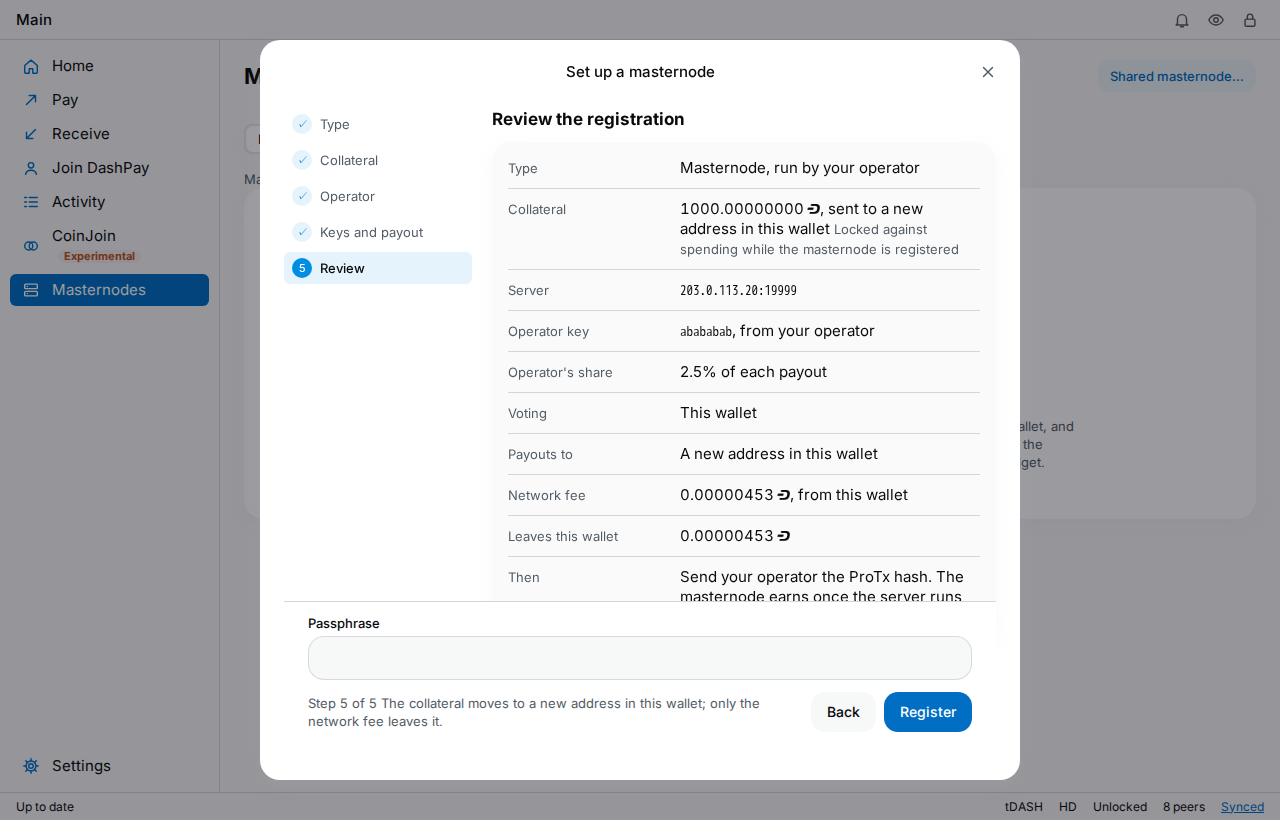 Main
Home
Pay
Receive
Join DashPay
Activity
CoinJoin
Experimental
Masternodes
Settings
M
Shared masternode...
Ma
allet, and
the
get.
Set up a masternode
Type
Collateral
Operator
Keys and payout
5 Review
Review the registration
Type Masternode, run by your operator
Collateral 1000.00000000, sent to a new
address in this wallet Locked against
spending while the masternode is registered
Server 203.0.113.20:19999
Operator key abababab, from your operator
Operator's share 2.5% of each payout
Voting This wallet
Payouts to A new address in this wallet
Network fee 0.00000453, from this wallet
Leaves this wallet 0.00000453
Then Send your operator the ProTx hash. The
masternode earns once the server runs
Passphrase
Step 5 of 5 The collateral moves to a new address in this wallet; only the
network fee leaves it.
Back
Register
Up to date
tDASH HD Unlocked 8 peers Synced